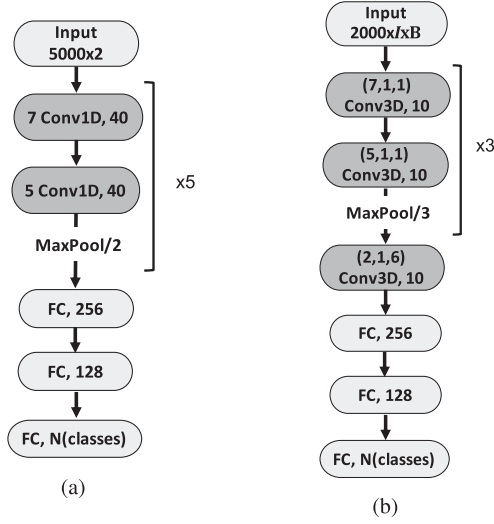 Input
5000x2
7 Conv1D, 40
5 Conv1D, 40
MaxPool/2
x5
FC, 256
FC, 128
FC, N(classes)
(a)
Input
2000xIxB
(7,1,1)
Conv3D, 10
(5,1,1)
Conv3D, 10
MaxPool/3
x3
(2,1,6)
Conv3D, 10
FC, 256
FC, 128
FC, N(classes)
(b)